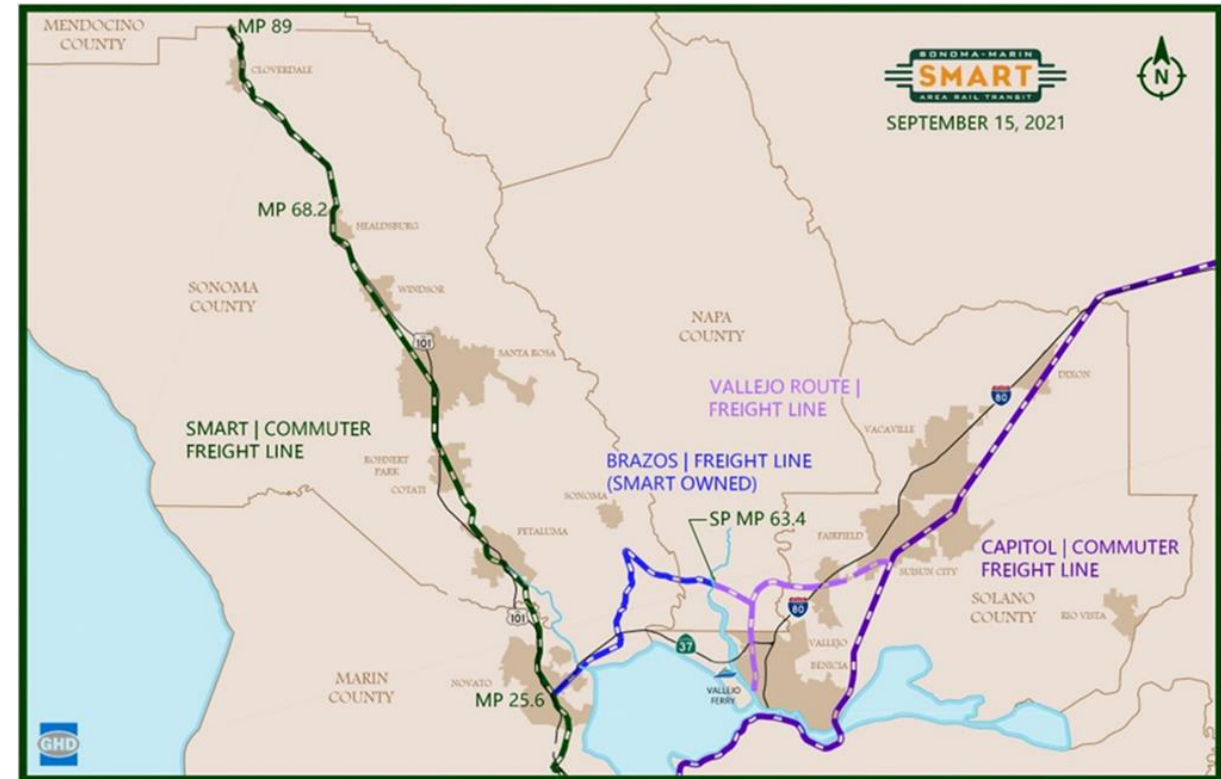 MENDOCINO
COUNTY
MP 89
CLOVERDALE
SONOMA-MARIN
SMART
AREA RAIL TRANSIT
N
SEPTEMBER 15, 2021
MP 68.2
HEALDSBURG
SONOMA
COUNTY
WINDSOR
NAPA
COUNTY
101
SANTA ROSA
DIXON
80
VALLEJO ROUTE |
FREIGHT LINE
VACAVILLE
SMART | COMMUTER
FREIGHT LINE
ROHNERT
PARK
COTATI
BRAZOS | FREIGHT LINE
(SMART OWNED)
SONOMA
SP MP 63.4
PETALUMA
FAIRFIELD
CAPITOL | COMMUTER
FREIGHT LINE
SUISUN CITY
SOLANO
COUNTY
RIO VISTA
80
101
37
VALLEJO
BENICIA
MARIN
COUNTY
NOVATO
MP 25.6
VALLEJO
FERRY
GHD